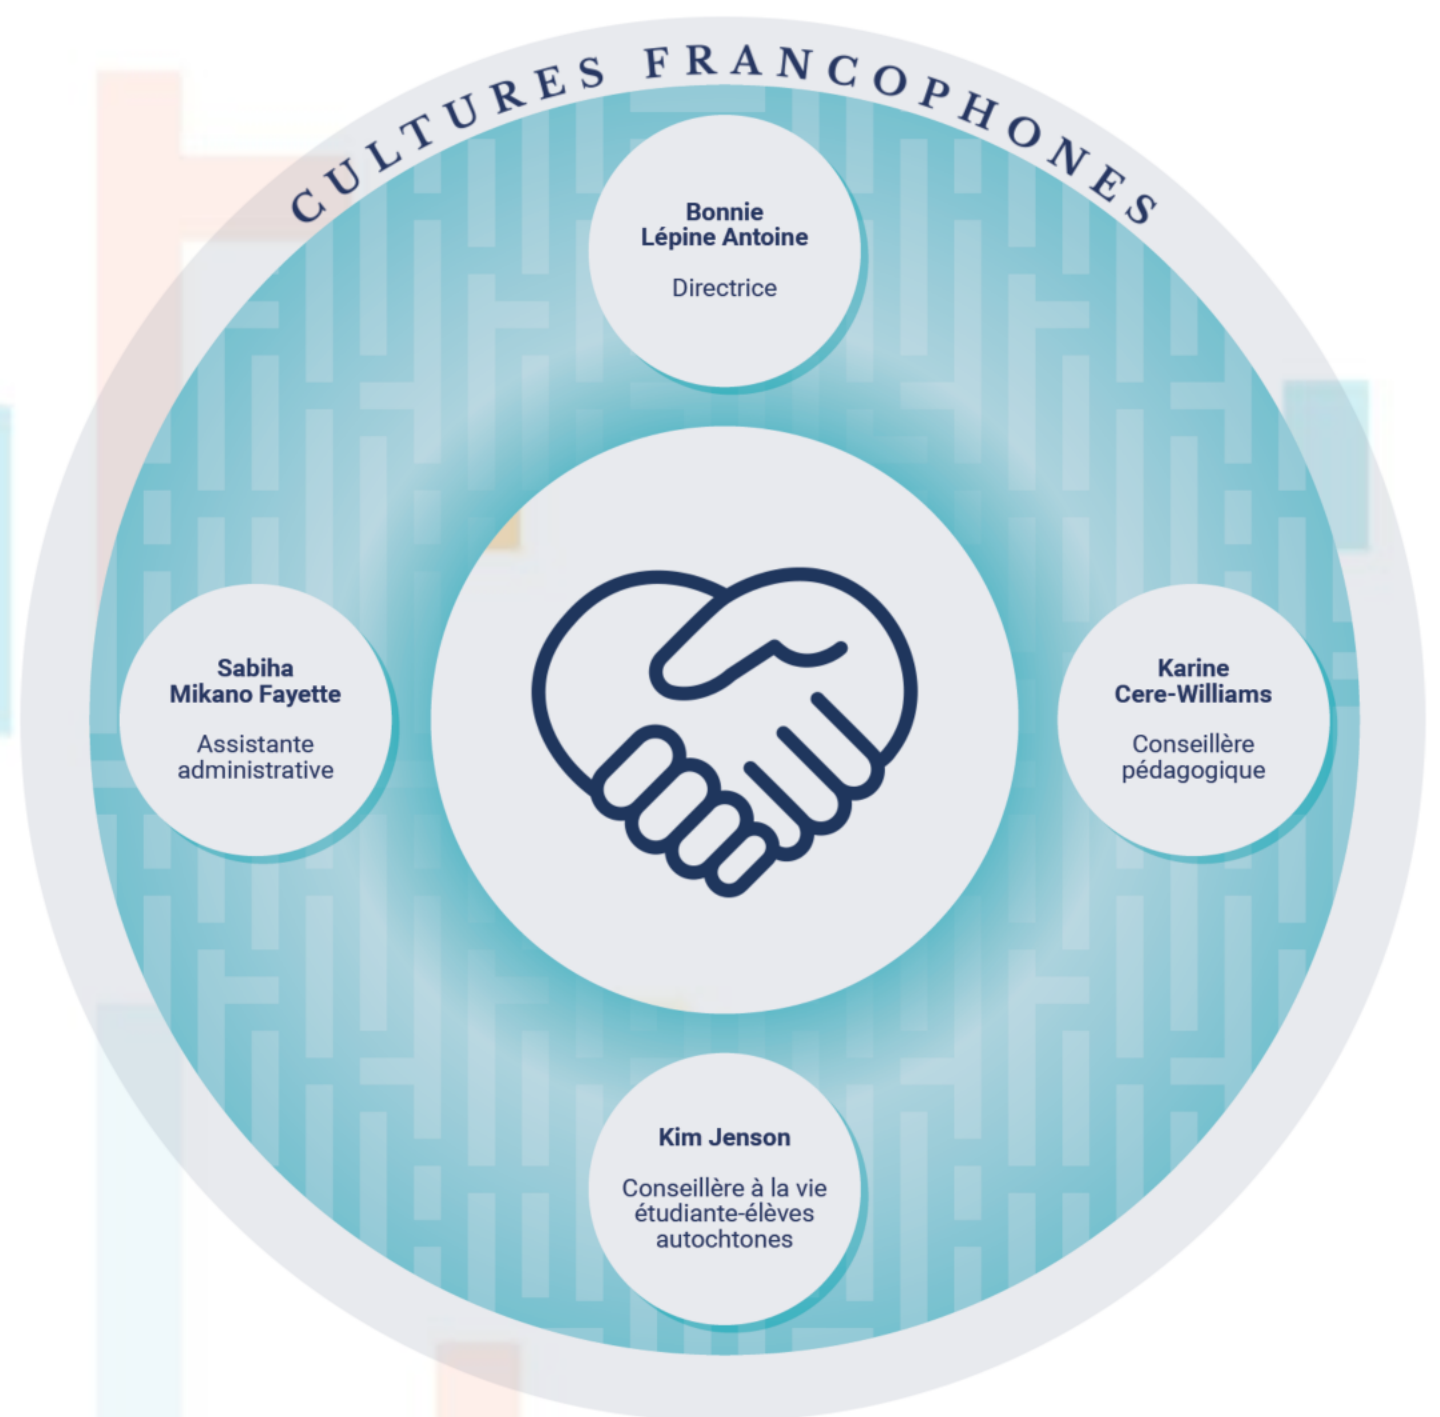 CULTURES FRANCOPHONES
Bonnie
Lépine Antoine
Directrice
Sabiha
Mikano Fayette
Assistante
administrative
Karine
Cere-Williams
Conseillère
pédagogique
Kim Jenson
Conseillère à la vie
étudiante-élèves
autochtones